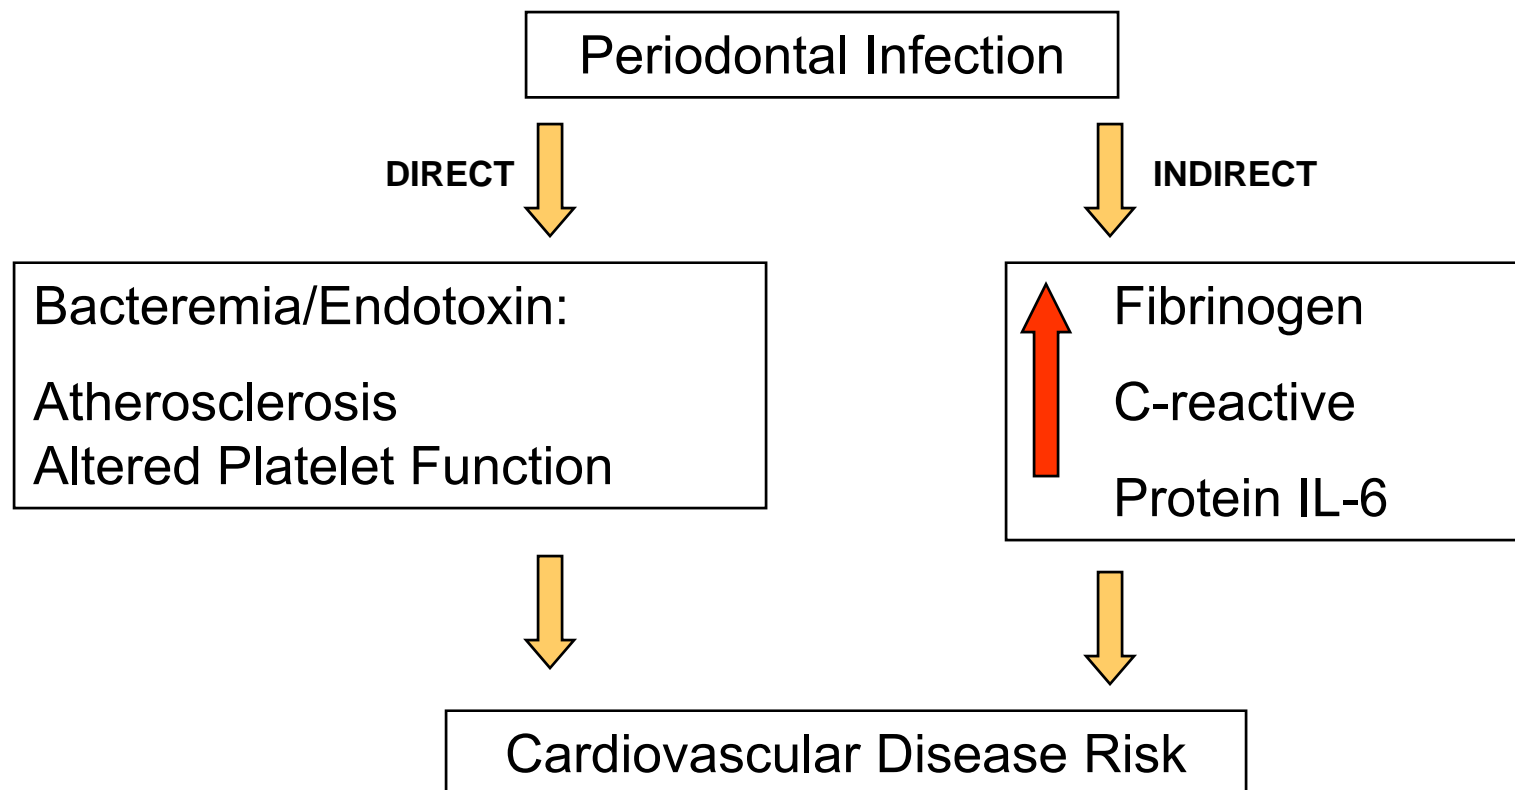 Periodontal Infection
DIRECT
INDIRECT
Bacteremia/Endotoxin:
Atherosclerosis
Altered Platelet Function
Fibrinogen
C-reactive
Protein IL-6
Cardiovascular Disease Risk